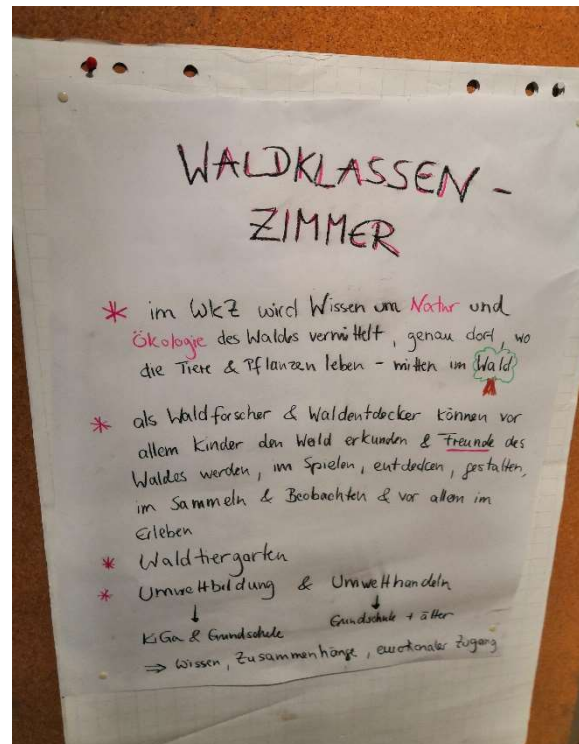 WALDKLASSEN-
ZIMMER
* im WKZ wird Wissen um Natur und
Ökologie des Waldes vermittelt, genau dort, wo
die Tiere & Pflanzen leben - mitten im Wald
* als Waldforscher & Waldentdecker können vor
allem Kinder den Wald erkunden & Freunde des
Waldes werden, im Spielen, entdecken, gestalten,
im Sammeln & Beobachten & vor allem im
Erleben
* Waldtiergarten
* Umweltbildung & Umwelthandeln
↓ ↓
KiGa & Grundschule Grundschule + älter
⇒ Wissen, Zusammenhänge, emotionaler Zugang